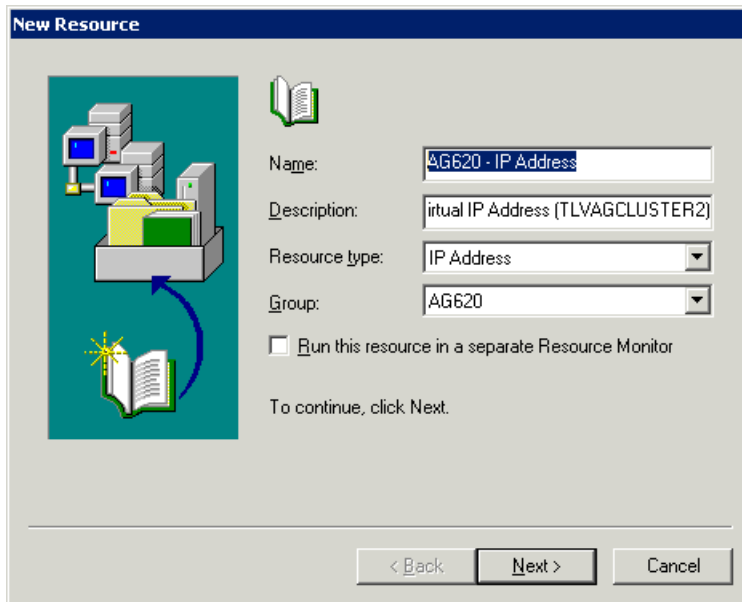 New Resource
Name: AG620 - IP Address
Description: irtual IP Address (TLVAGCLUSTER2)
Resource type: IP Address
Group: AG620
Run this resource in a separate Resource Monitor
To continue, click Next.
< Back Next > Cancel